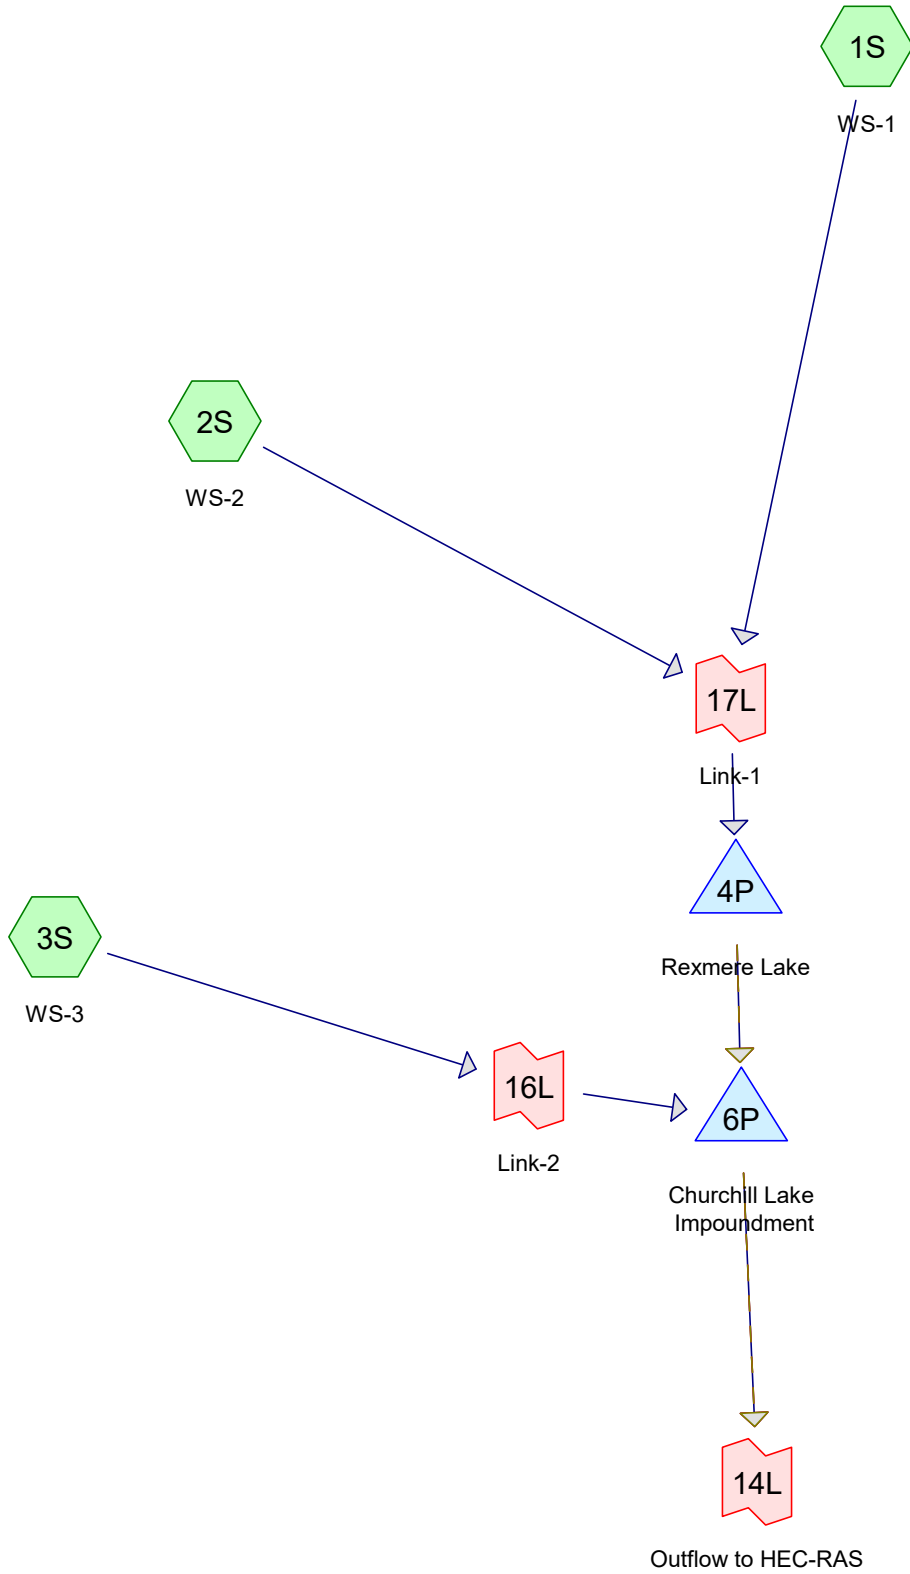 1S
WS-1
2S
WS-2
17L
Link-1
4P
Rexmere Lake
3S
WS-3
16L
Link-2
6P
Churchill Lake
Impoundment
14L
Outflow to HEC-RAS